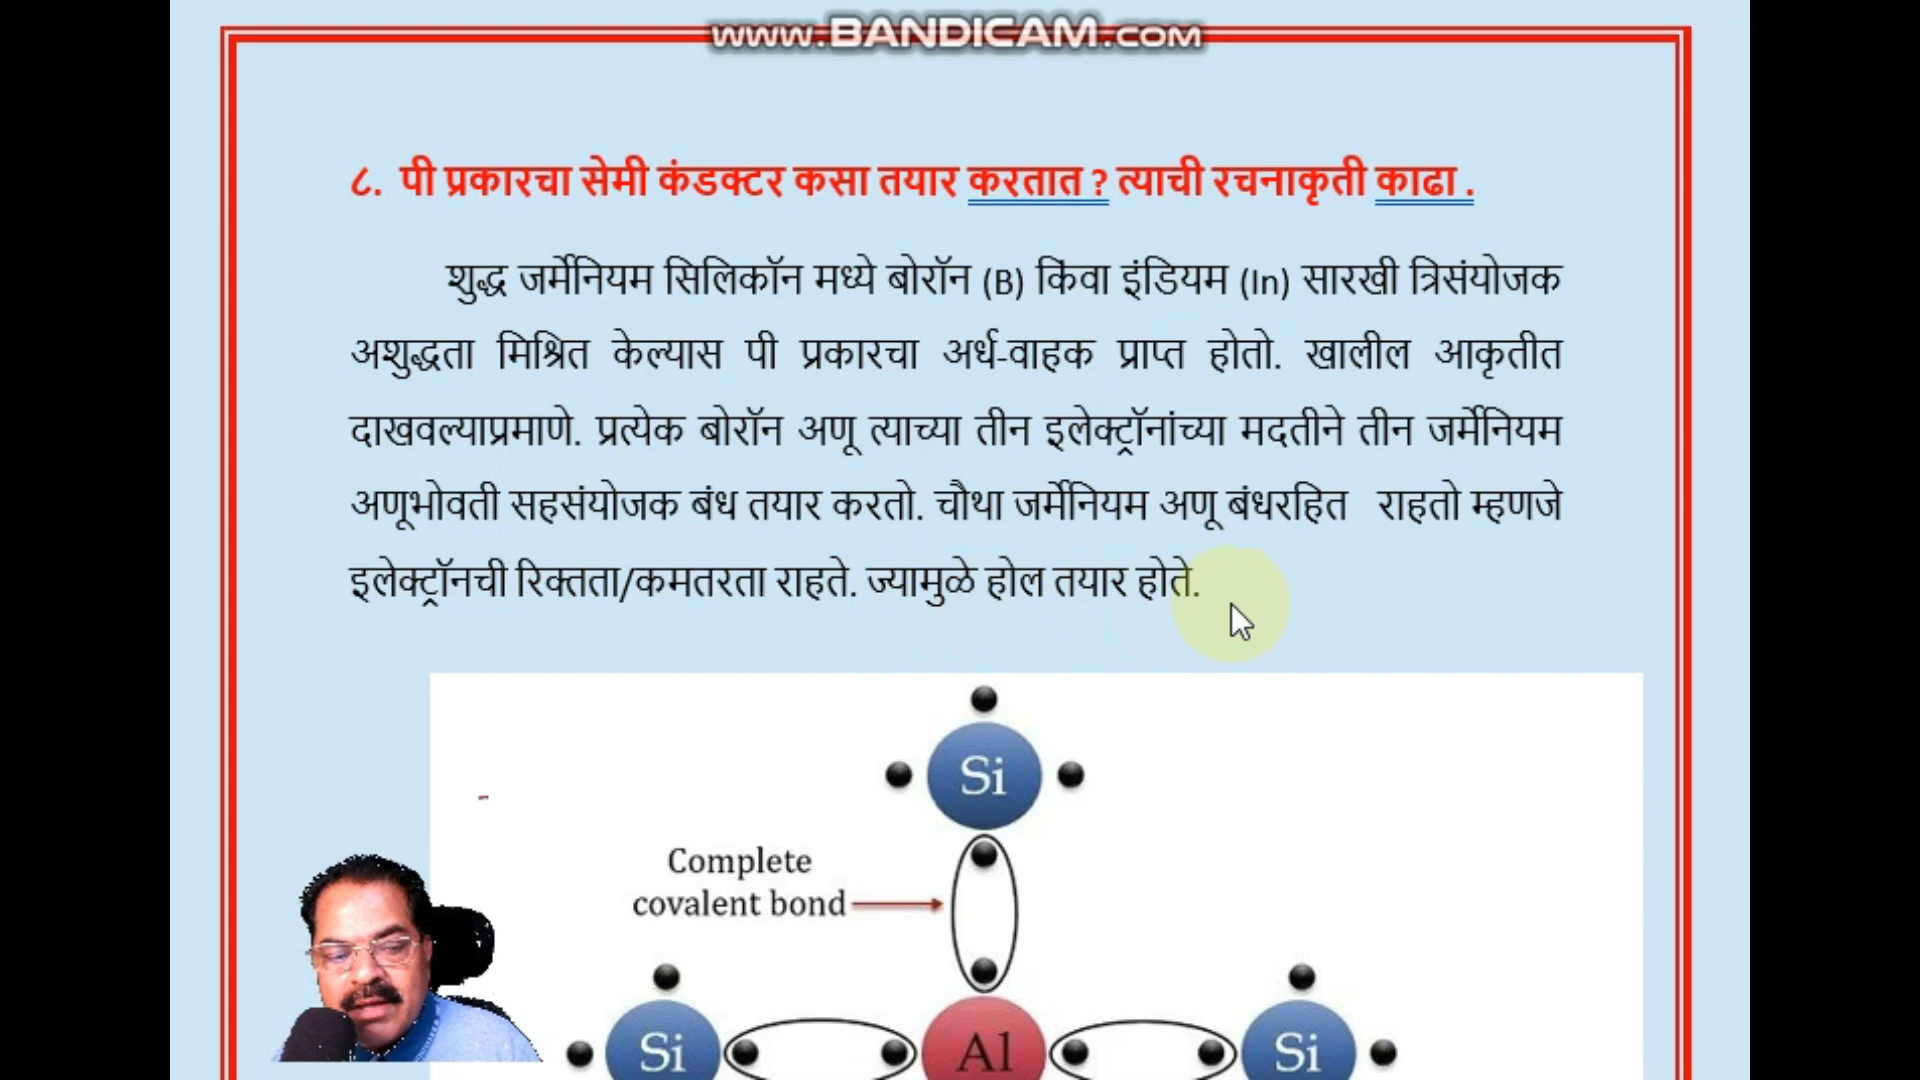 www.BANDICAM.com
८. पी प्रकारचा सेमी कंडक्टर कसा तयार करतात ? त्याची रचनाकृती काढा .
शुद्ध जर्मेनियम सिलिकॉन मध्ये बोरॉन (B) किंवा इंडियम (In) सारखी त्रिसंयोजक
अशुद्धता मिश्रित केल्यास पी प्रकारचा अर्ध-वाहक प्राप्त होतो. खालील आकृतीत
दाखवल्याप्रमाणे. प्रत्येक बोरॉन अणू त्याच्या तीन इलेक्ट्रॉनांच्या मदतीने तीन जर्मेनियम
अणूभोवती सहसंयोजक बंध तयार करतो. चौथा जर्मेनियम अणू बंधरहित राहतो म्हणजे
इलेक्ट्रॉनची रिक्तता/कमतरता राहते. ज्यामुळे होल तयार होते.
Si
Complete
covalent bond
Si Al Si